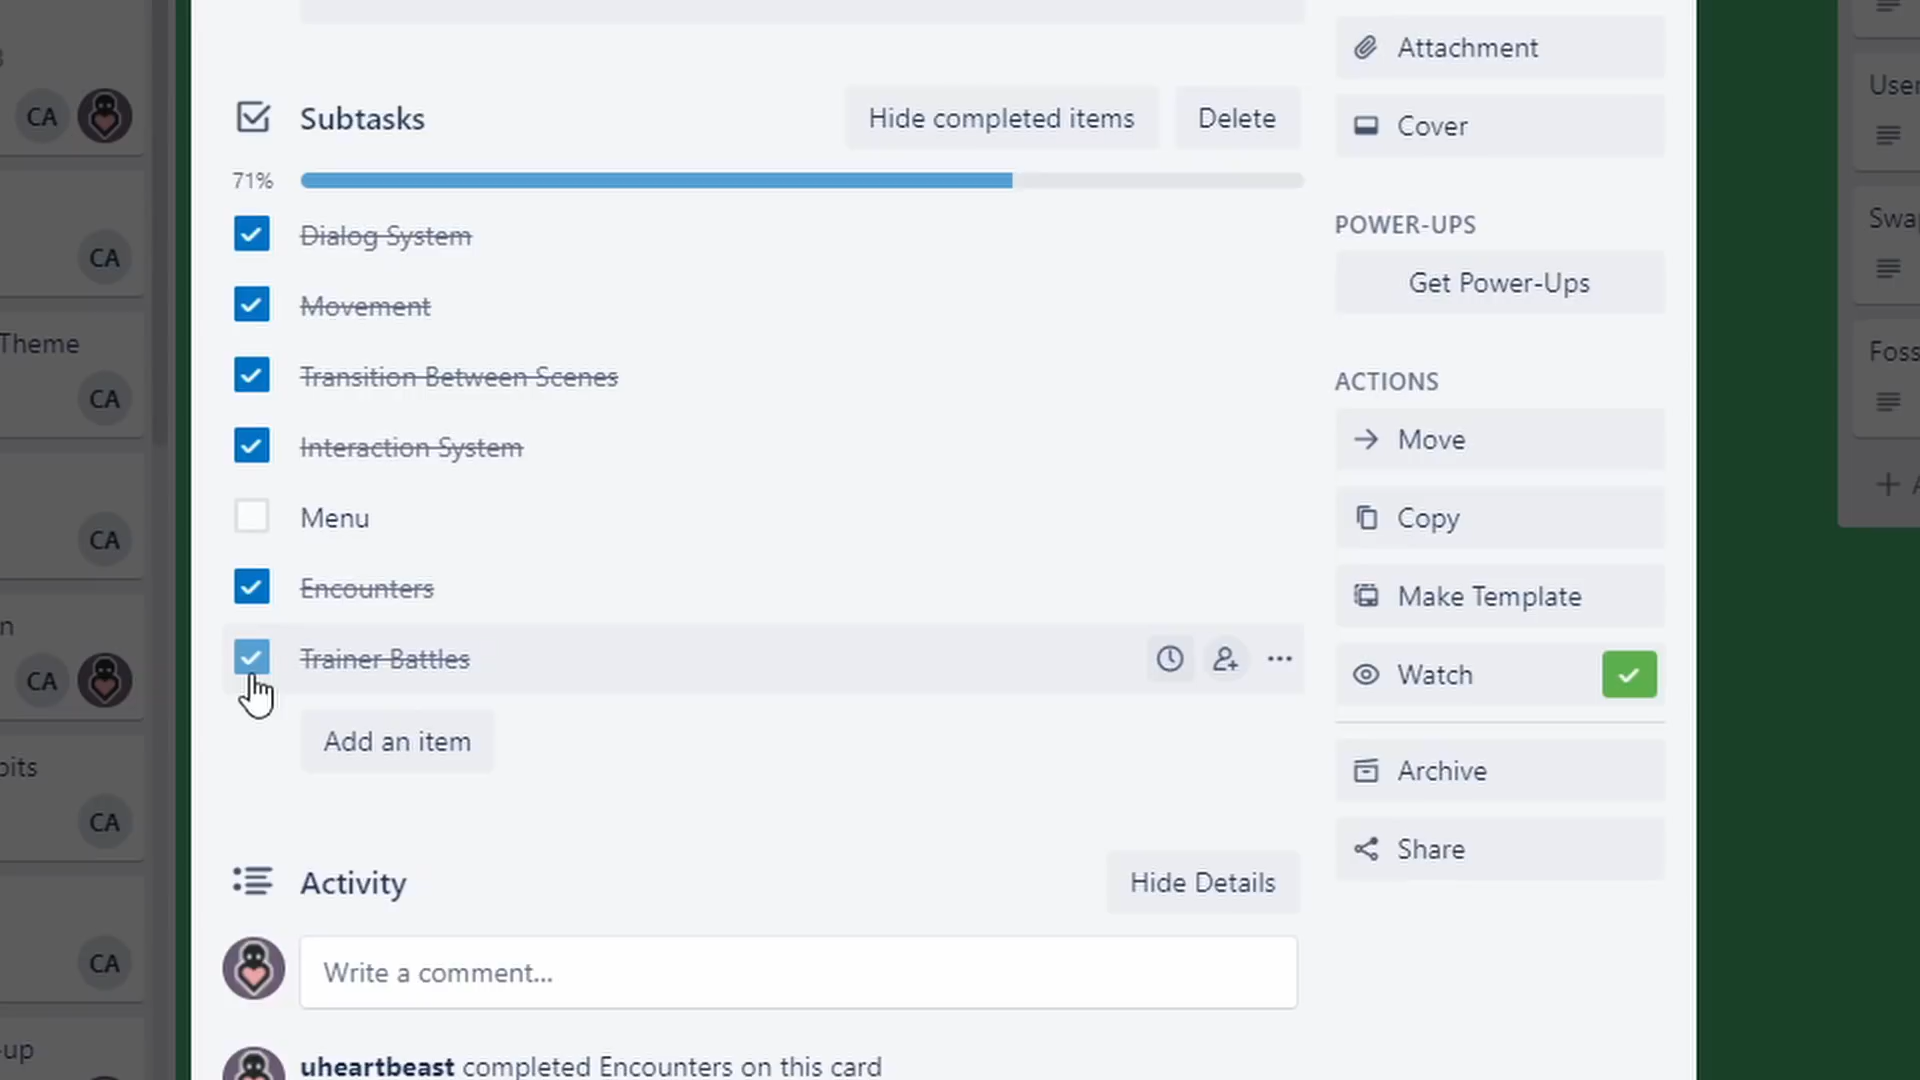 Attachment
Subtasks
Hide completed items
Delete
Cover
71%
Dialog System
Movement
Transition Between Scenes
Interaction System
Menu
Encounters
Trainer Battles
Add an item
POWER-UPS
Get Power-Ups
ACTIONS
Move
Copy
Make Template
Watch
Archive
Share
Activity
Hide Details
Write a comment...
uheartbeast completed Encounters on this card
CA
CA
Theme
CA
CA
n
CA
bits
CA
CA
-up
User
Swap
Foss